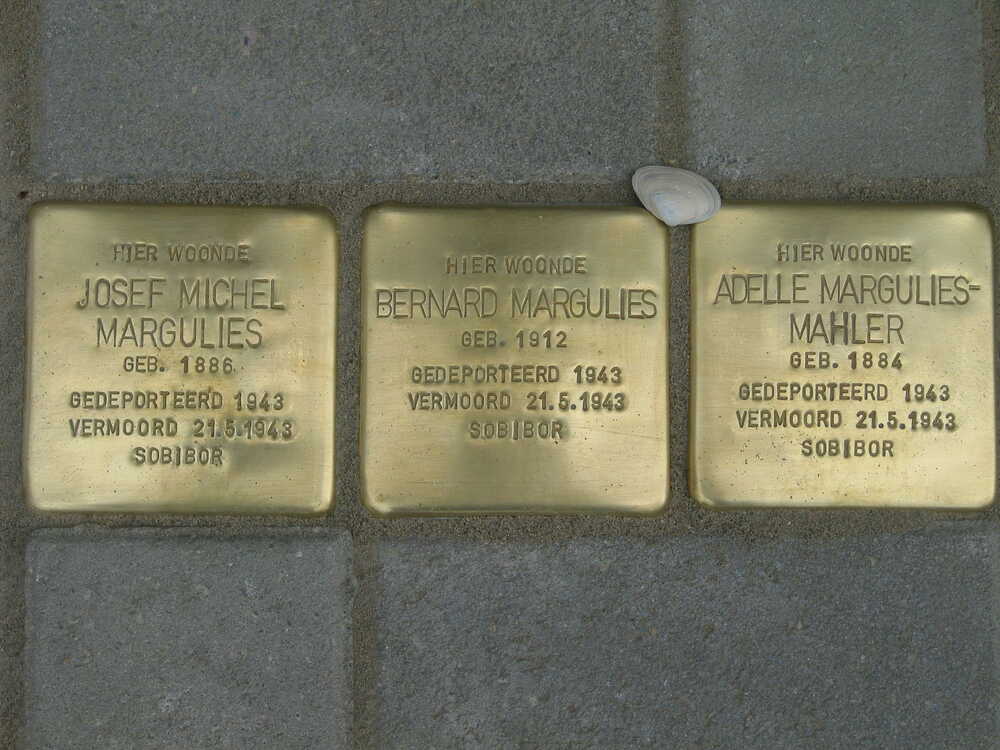 HIER WOONDE
JOSEF MICHEL
MARGULIES
GEB. 1886
GEDEPORTEERD 1943
VERMOORD 21.5.1943
SOBIBOR
HIER WOONDE
BERNARD MARGULIES
GEB. 1912
GEDEPORTEERD 1943
VERMOORD 21.5.1943
SOBIBOR
HIER WOONDE
ADELLE MARGULIES-
MAHLER
GEB. 1884
GEDEPORTEERD 1943
VERMOORD 21.5.1943
SOBIBOR